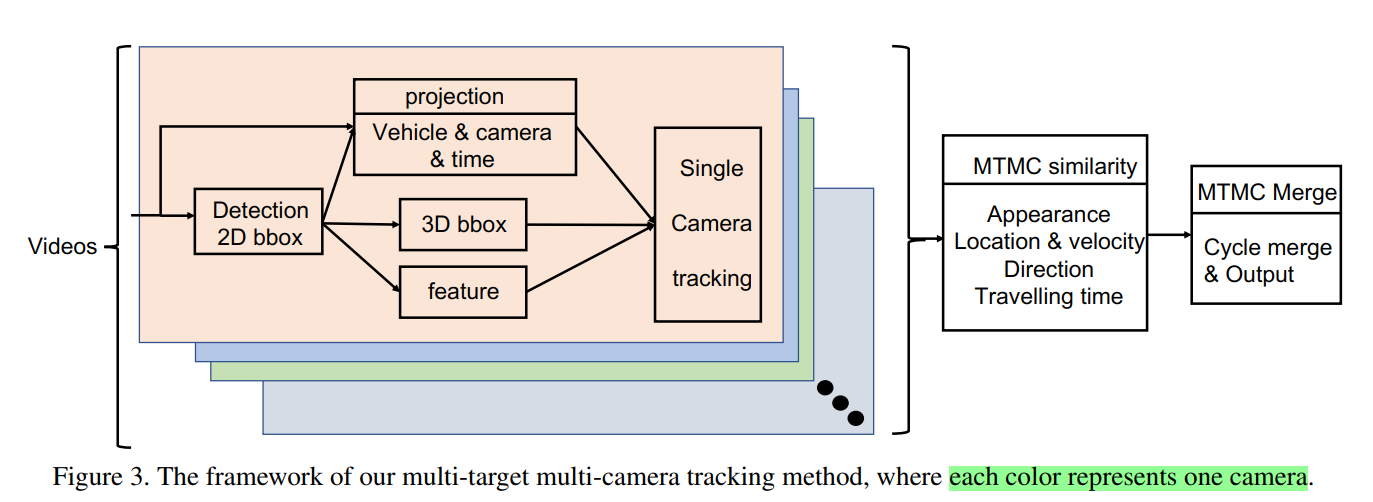 projection
Vehicle & camera
& time
Detection
2D bbox
3D bbox
feature
Single
Camera
tracking
Videos
MTMC similarity
Appearance
Location & velocity
Direction
Travelling time
MTMC Merge
Cycle merge
& Output
Figure 3. The framework of our multi-target multi-camera tracking method, where each color represents one camera.